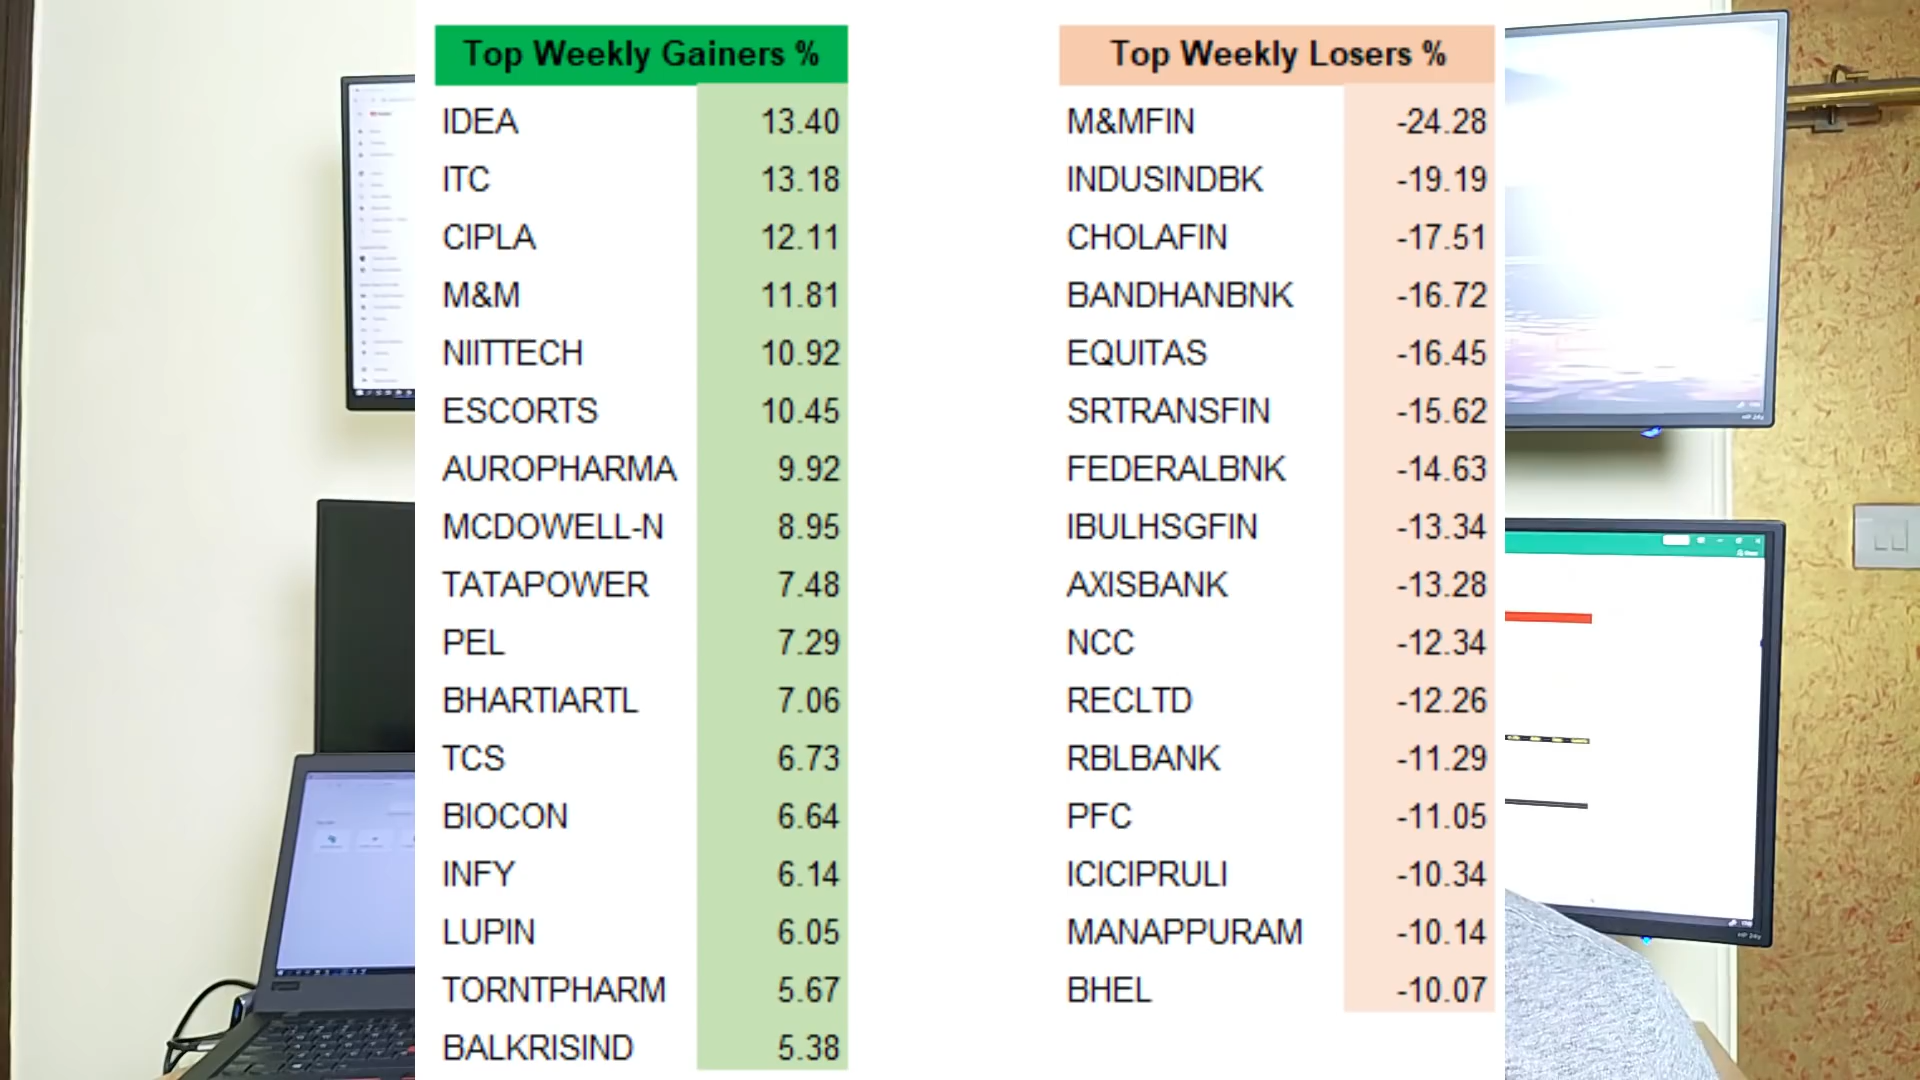 Top Weekly Gainers %
IDEA 13.40
ITC 13.18
CIPLA 12.11
M&M 11.81
NIITTECH 10.92
ESCORTS 10.45
AUROPHARMA 9.92
MCDOWELL-N 8.95
TATAPOWER 7.48
PEL 7.29
BHARTIARTL 7.06
TCS 6.73
BIOCON 6.64
INFY 6.14
LUPIN 6.05
TORNTPHARM 5.67
BALKRISIND 5.38
Top Weekly Losers %
M&MFIN -24.28
INDUSINDBK -19.19
CHOLAFIN -17.51
BANDHANBNK -16.72
EQUITAS -16.45
SRTRANSFIN -15.62
FEDERALBNK -14.63
IBULHSGFIN -13.34
AXISBANK -13.28
NCC -12.34
RECLTD -12.26
RBLBANK -11.29
PFC -11.05
ICICIPRULI -10.34
MANAPPURAM -10.14
BHEL -10.07